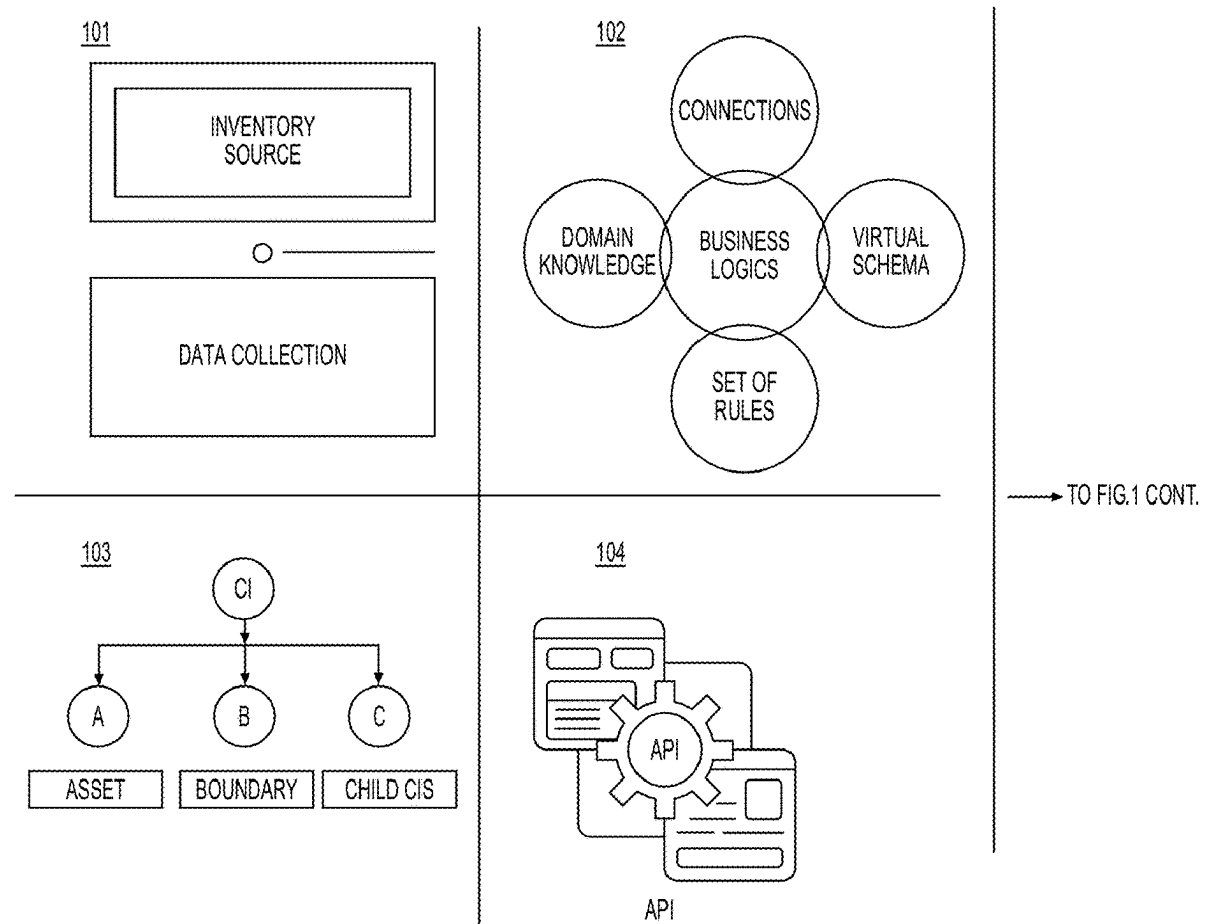 101
INVENTORY
SOURCE
DATA COLLECTION
102
CONNECTIONS
DOMAIN
KNOWLEDGE
BUSINESS
LOGICS
VIRTUAL
SCHEMA
SET OF
RULES
TO FIG.1 CONT.
103
CI
A
B
C
ASSET
BOUNDARY
CHILD CIS
104
API
API